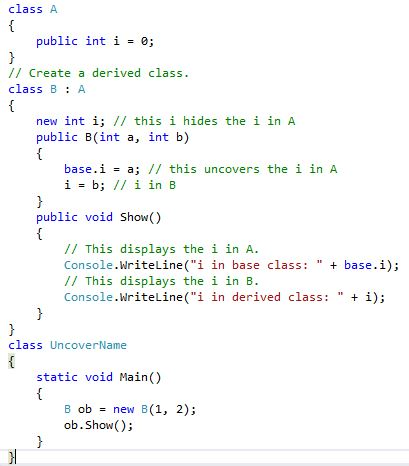 class A
{
    public int i = 0;
}
// Create a derived class.
class B : A
{
    new int i; // this i hides the i in A
    public B(int a, int b)
    {
        base.i = a; // this uncovers the i in A
        i = b; // i in B
    }
    public void Show()
    {
        // This displays the i in A.
        Console.WriteLine("i in base class: " + base.i);
        // This displays the i in B.
        Console.WriteLine("i in derived class: " + i);
    }
}
class UncoverName
{
    static void Main()
    {
        B ob = new B(1, 2);
        ob.Show();
    }
}